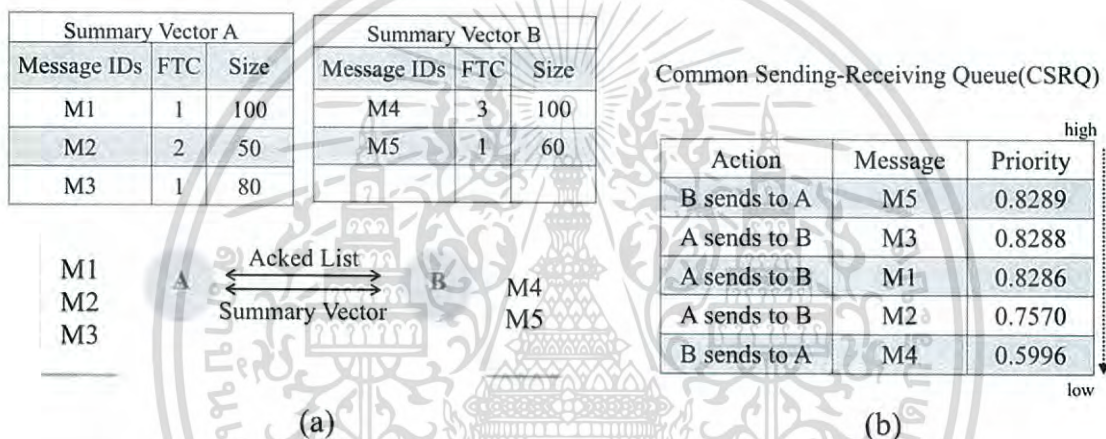 Summary Vector A
Message IDs FTC Size
M1 1 100
M2 2 50
M3 1 80
Summary Vector B
Message IDs FTC Size
M4 3 100
M5 1 60
M1
M2
M3
A
Acked List
Summary Vector
B
M4
M5
(a)
Common Sending-Receiving Queue(CSRQ)
high
Action Message Priority
B sends to A M5 0.8289
A sends to B M3 0.8288
A sends to B M1 0.8286
A sends to B M2 0.7570
B sends to A M4 0.5996
low
(b)